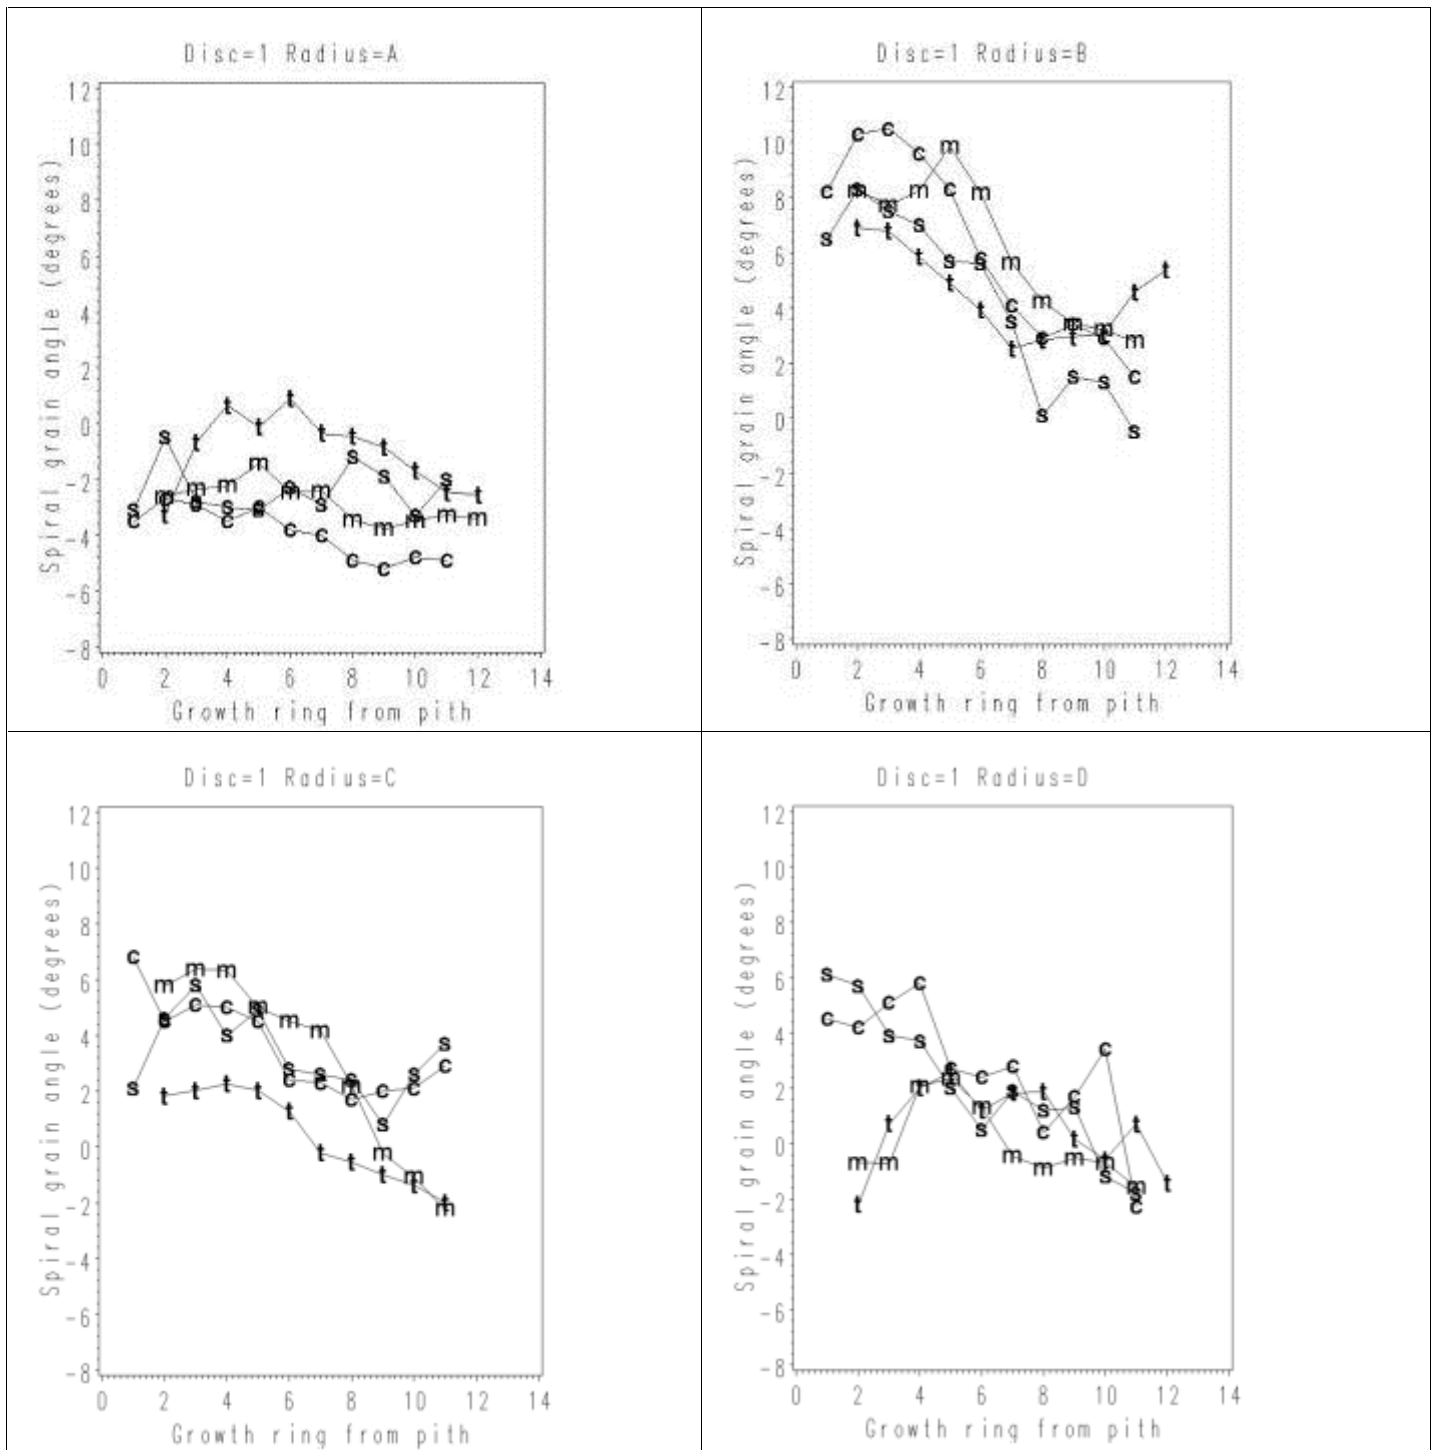 Disc=1 Radius=A
12
10
8
6
4
2
0
-2
-4
-6
-8
Spiral grain angle (degrees)
t t t t t t t t t t t
s s s s s s s s s s s
m m m m m m m m m m m
c c c c c c c c c c c
0 2 4 6 8 10 12 14
Growth ring from pith
Disc=1 Radius=B
12
10
8
6
4
2
0
-2
-4
-6
-8
Spiral grain angle (degrees)
c c c c c c c c c c c
m m m m m m m m m m
s s s s s s s s s s s
t t t t t t t t t t t
0 2 4 6 8 10 12 14
Growth ring from pith
Disc=1 Radius=C
12
10
8
6
4
2
0
-2
-4
-6
-8
Spiral grain angle (degrees)
c c c c c c c c c c c
m m m m m m m m m m
s s s s s s s s s s s
t t t t t t t t t t
0 2 4 6 8 10 12 14
Growth ring from pith
Disc=1 Radius=D
12
10
8
6
4
2
0
-2
-4
-6
-8
Spiral grain angle (degrees)
s s s s s s s s s s s
c c c c c c c c c c c
m m m m m m m m m m
t t t t t t t t t t t
0 2 4 6 8 10 12 14
Growth ring from pith